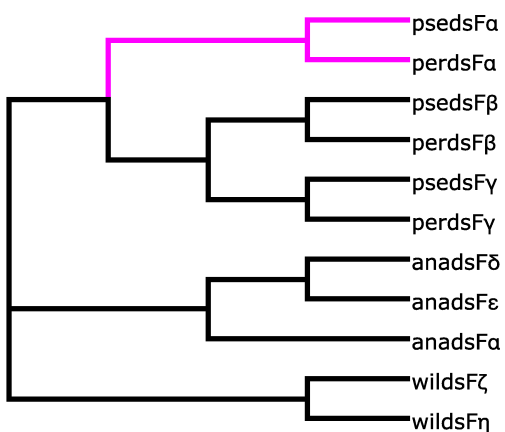 psedsFα
perdsFα
psedsFβ
perdsFβ
psedsFγ
perdsFγ
anadsFδ
anadsFε
anadsFα
wildsFζ
wildsFη